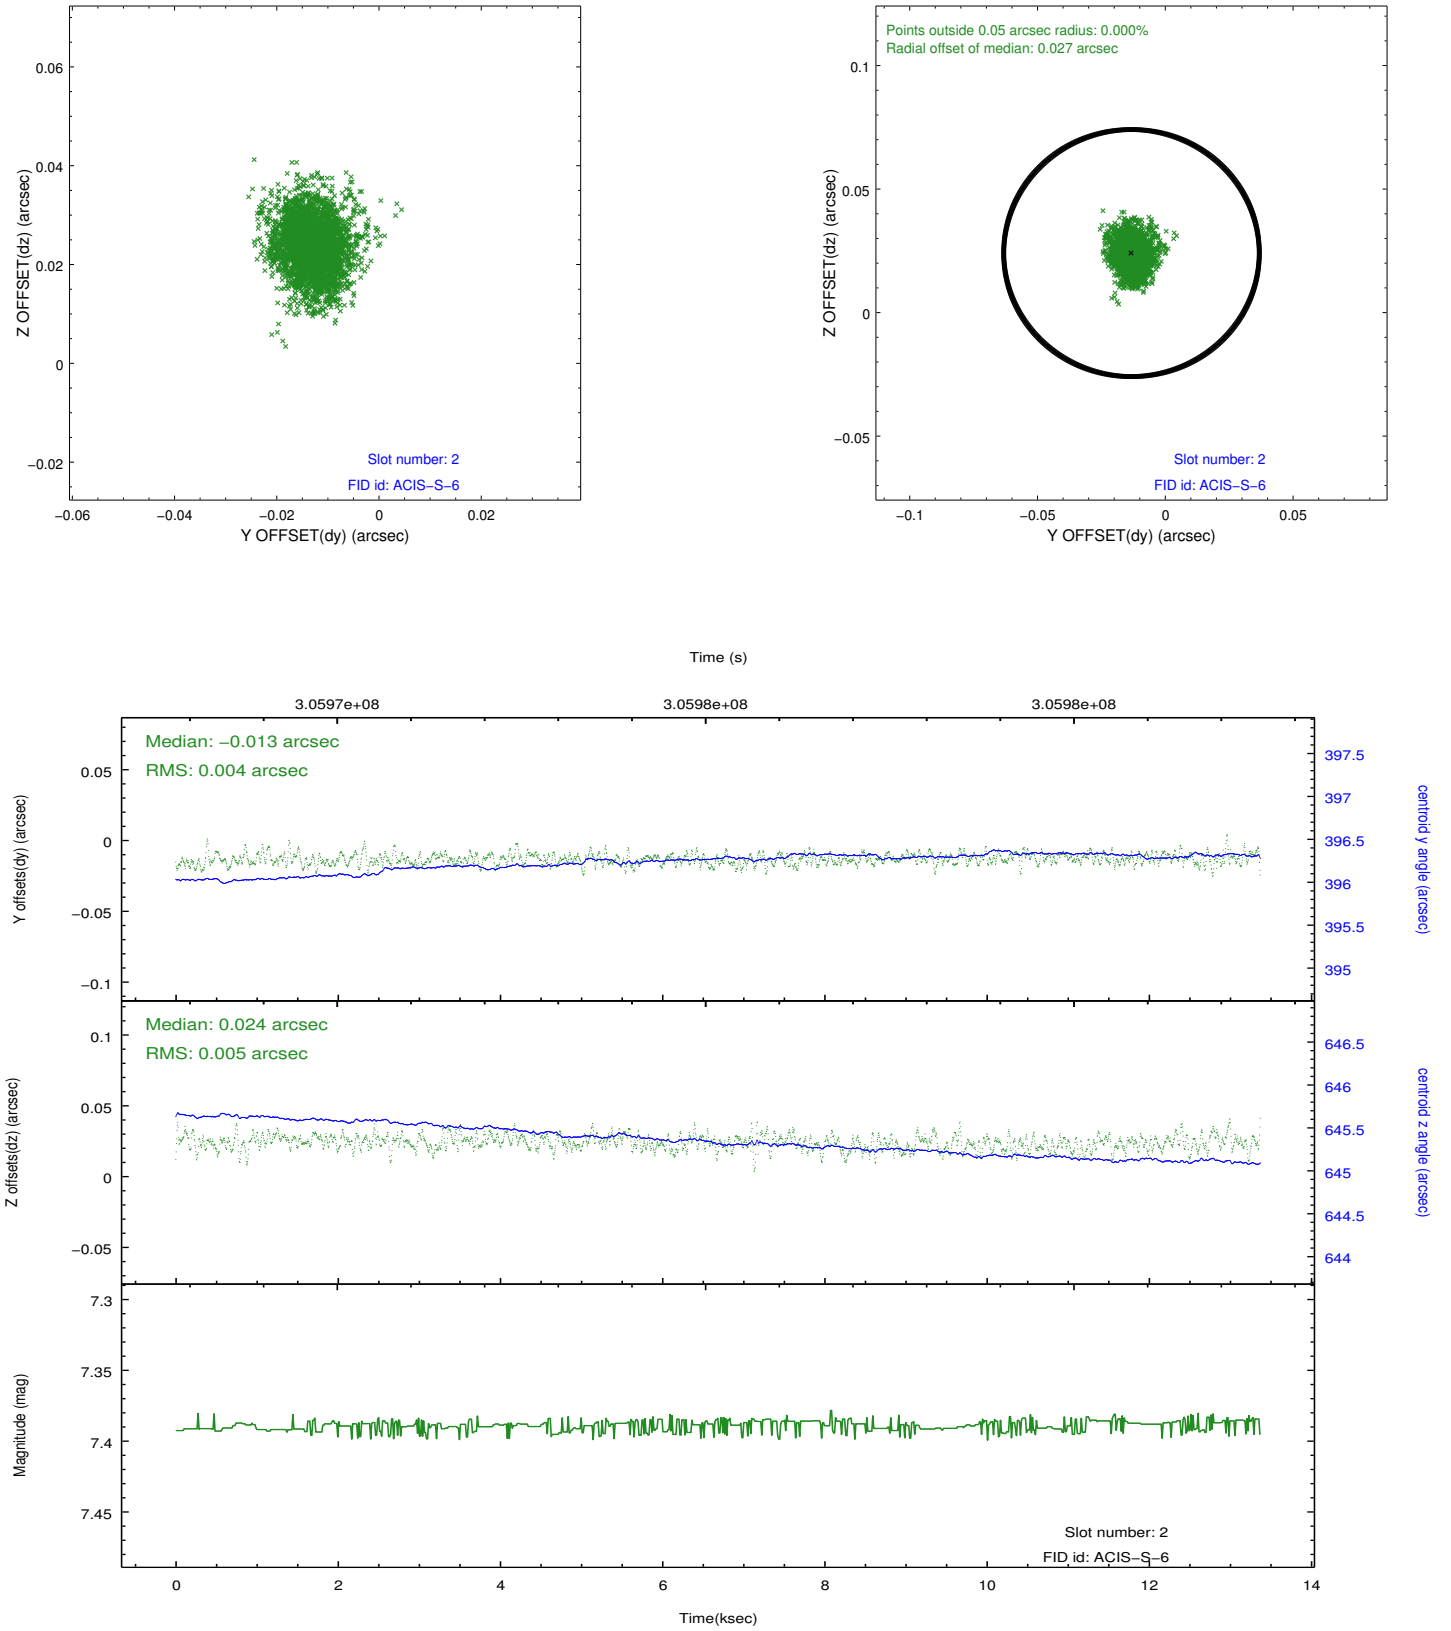 0.06
0.04
0.02
0
−0.02
Z OFFSET(dz) (arcsec)
Slot number: 2
FID id: ACIS−S−6
−0.06
−0.04
−0.02
0
0.02
Y OFFSET(dy) (arcsec)
Points outside 0.05 arcsec radius: 0.000%
Radial offset of median: 0.027 arcsec
0.1
0.05
0
−0.05
Z OFFSET(dz) (arcsec)
Slot number: 2
FID id: ACIS−S−6
−0.1
−0.05
0
0.05
Y OFFSET(dy) (arcsec)
Time (s)
3.0597e+08
3.0598e+08
3.0598e+08
Median: −0.013 arcsec
RMS: 0.004 arcsec
0.05
0
−0.05
−0.1
Y offsets(dy) (arcsec)
397.5
397
396.5
396
395.5
395
centroid y angle (arcsec)
Median: 0.024 arcsec
RMS: 0.005 arcsec
0.1
0.05
0
−0.05
Z offsets(dz) (arcsec)
646.5
646
645.5
645
644.5
644
centroid z angle (arcsec)
7.3
7.35
7.4
7.45
Magnitude (mag)
Slot number: 2
FID id: ACIS−S−6
0
2
4
6
8
10
12
14
Time(ksec)